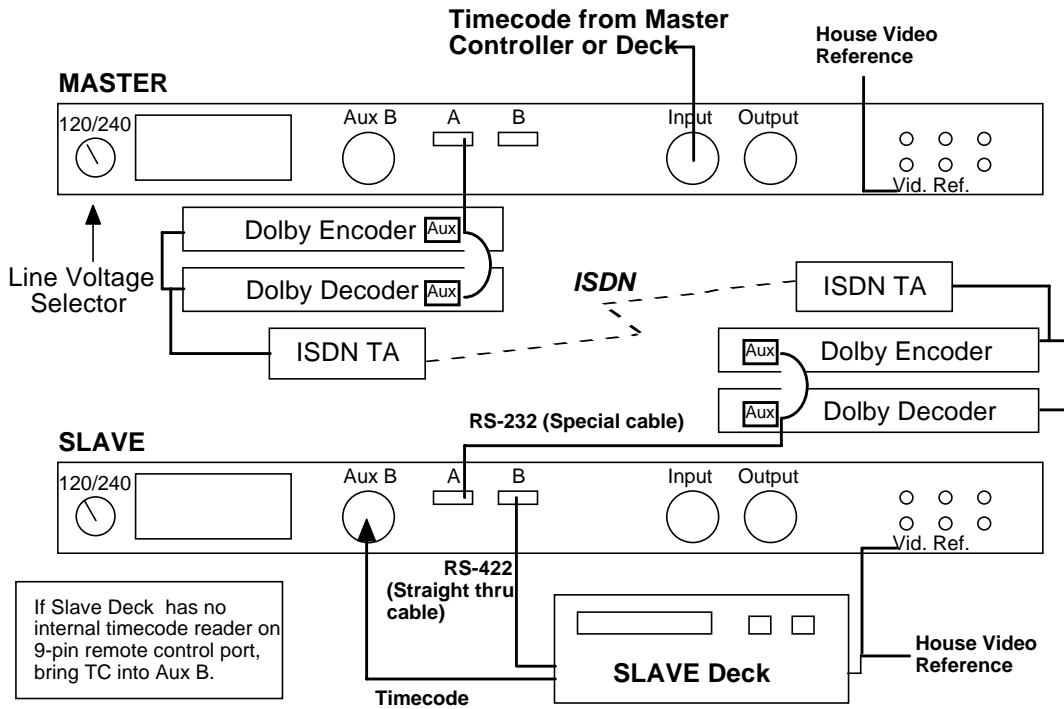 Timecode from Master
Controller or Deck
House Video
Reference
MASTER
120/240
Aux B
A
B
Input
Output
Vid. Ref.
Dolby Encoder
Aux
Dolby Decoder
Aux
Line Voltage
Selector
ISDN TA
ISDN
ISDN TA
Aux
Dolby Encoder
Aux
Dolby Decoder
RS-232 (Special cable)
SLAVE
120/240
Aux B
A
B
Input
Output
Vid. Ref.
RS-422
(Straight thru
cable)
If Slave Deck has no
internal timecode reader on
9-pin remote control port,
bring TC into Aux B.
SLAVE Deck
House Video
Reference
Timecode